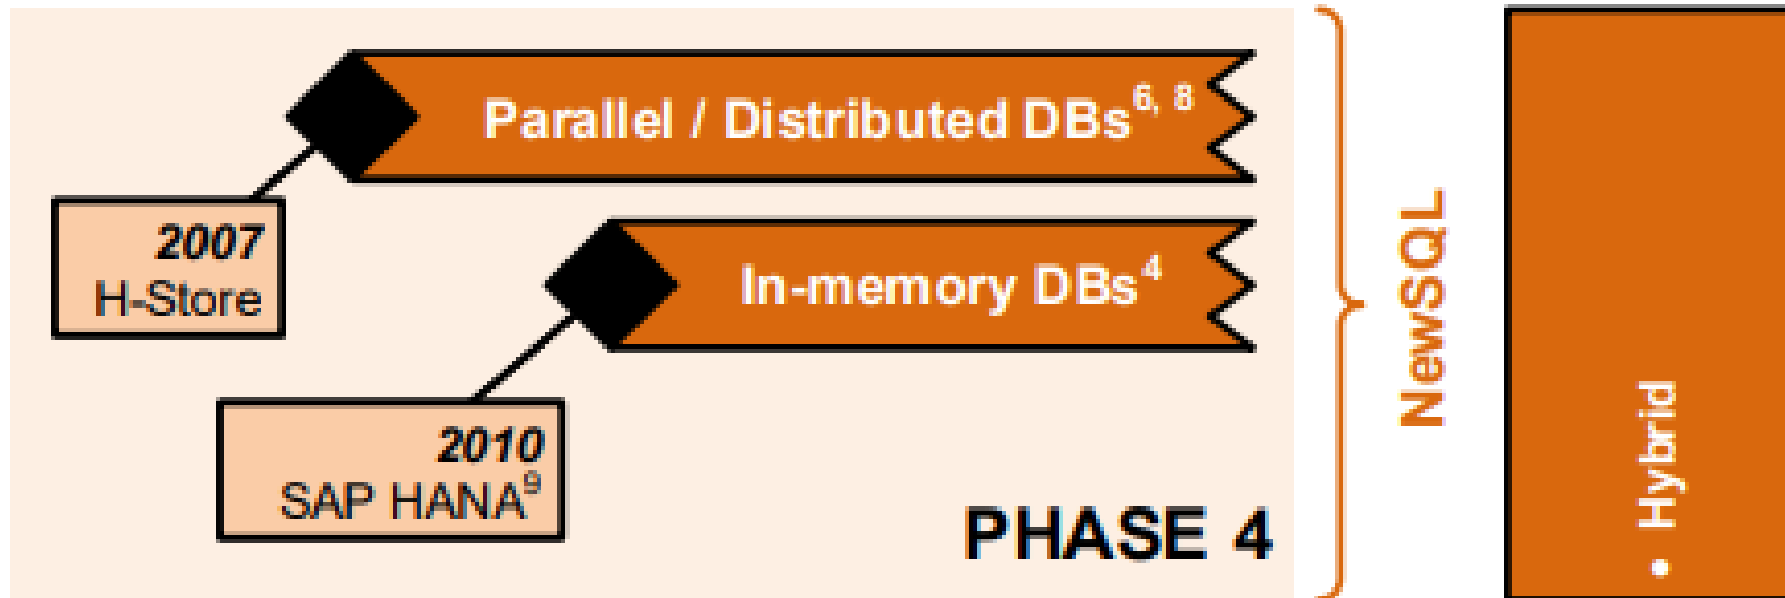 Parallel / Distributed DBs6, 8
2007
H-Store
In-memory DBs4
2010
SAP HANA9
PHASE 4
NewSQL
• Hybrid